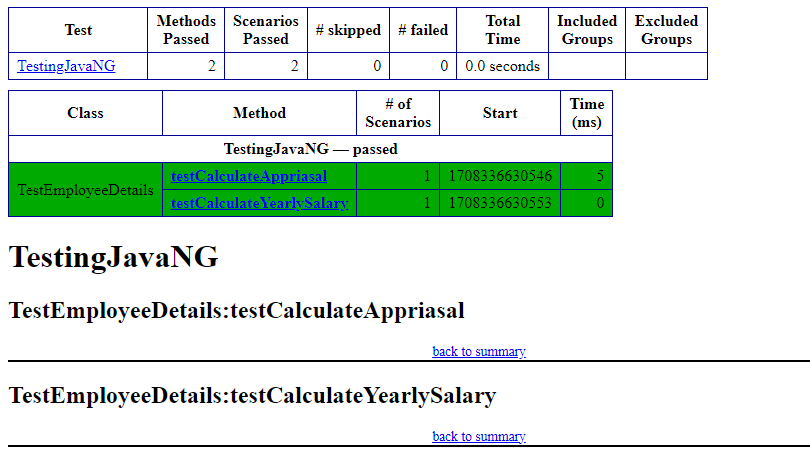 Test Methods Passed Scenarios Passed # skipped # failed Total Time Included Groups Excluded Groups
TestingJavaNG 2 2 0 0 0.0 seconds
Class Method # of Scenarios Start Time (ms)
TestingJavaNG — passed
TestEmployeeDetails testCalculateAppriasal 1 1708336630546 5
testCalculateYearlySalary 1 1708336630553 0
TestingJavaNG
TestEmployeeDetails:testCalculateAppriasal
back to summary
TestEmployeeDetails:testCalculateYearlySalary
back to summary